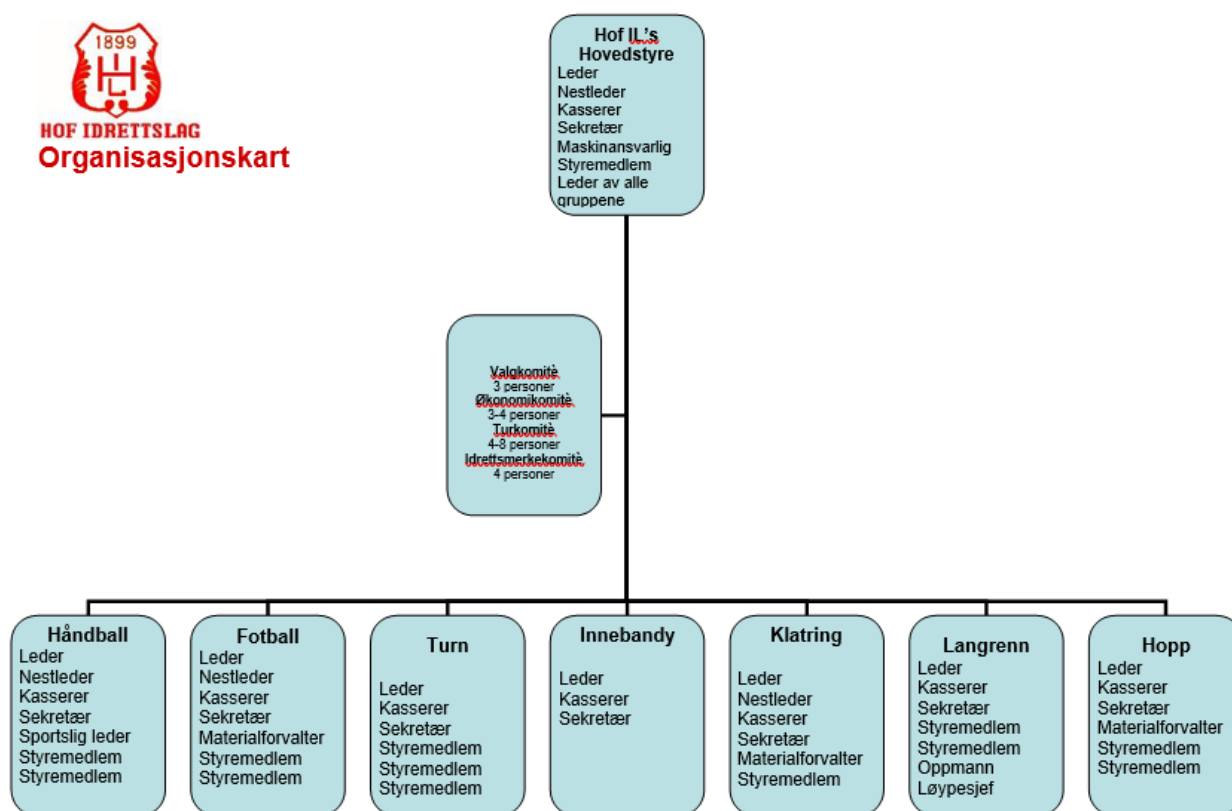 1899
HIL
HOF IDRETTSLAG
Organisasjonskart
Hof IL's
Hovedstyre
Leder
Nestleder
Kasserer
Sekretær
Maskinansvarlig
Styremedlem
Leder av alle
gruppene
Valgkomitè
3 personer
Økonomikomitè
3-4 personer
Turkomitè
4-8 personer
Idrettsmerkekomitè
4 personer
Håndball
Leder
Nestleder
Kasserer
Sekretær
Sportslig leder
Styremedlem
Styremedlem
Fotball
Leder
Nestleder
Kasserer
Sekretær
Materialforvalter
Styremedlem
Styremedlem
Turn
Leder
Kasserer
Sekretær
Styremedlem
Styremedlem
Styremedlem
Innebandy
Leder
Kasserer
Sekretær
Klatring
Leder
Nestleder
Kasserer
Sekretær
Materialforvalter
Styremedlem
Langrenn
Leder
Kasserer
Sekretær
Styremedlem
Styremedlem
Oppmann
Løypesjef
Hopp
Leder
Kasserer
Sekretær
Materialforvalter
Styremedlem
Styremedlem